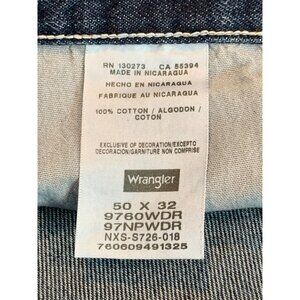 RN 130273 CA 55394
MADE IN NICARAGUA
HECHO EN NICARAGUA
FABRIQUE AU NICARAGUA
100% COTTON / ALGODON /
COTON
EXCLUSIVE OF DECORATION/EXCEPTO
DECORACION/GARNITURE NON COMPRISE
Wrangler
50 X 32
9760WDR
97NPWDR
NXS-S726-018
760609491325